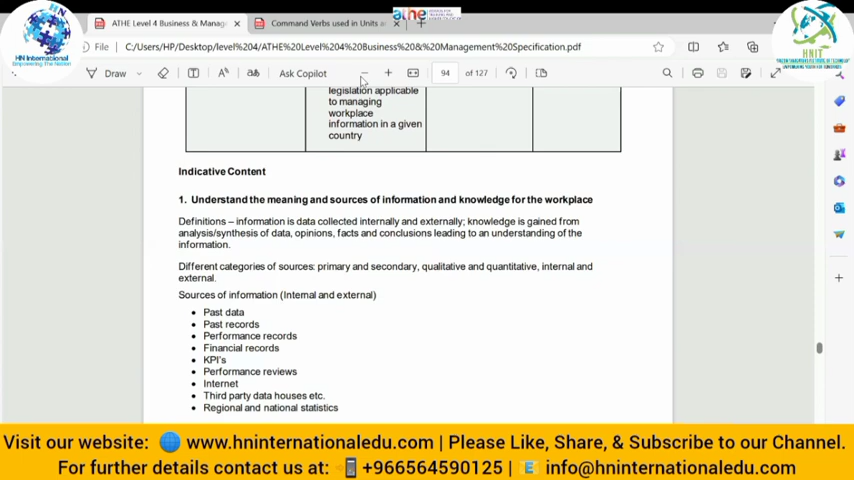 ATHE Level 4 Business & Manag
Command Verbs used in Units a
athe
File
C:/Users/HP/Desktop/level%204/ATHE%20Level%204%20Business%20&%20Management%20Specification.pdf
Draw
Ask Copilot
94
of 127
HN International
Empowering The Nation
HNIT
legislation applicable
to managing
workplace
information in a given
country
Indicative Content
1. Understand the meaning and sources of information and knowledge for the workplace
Definitions – information is data collected internally and externally; knowledge is gained from
analysis/synthesis of data, opinions, facts and conclusions leading to an understanding of the
information.
Different categories of sources: primary and secondary, qualitative and quantitative, internal and
external.
Sources of information (Internal and external)
• Past data
• Past records
• Performance records
• Financial records
• KPI's
• Performance reviews
• Internet
• Third party data houses etc.
• Regional and national statistics
Visit our website: www.hninternationaledu.com | Please Like, Share, & Subscribe to our Channel.
For further details contact us at: +966564590125 | info@hninternationaledu.com